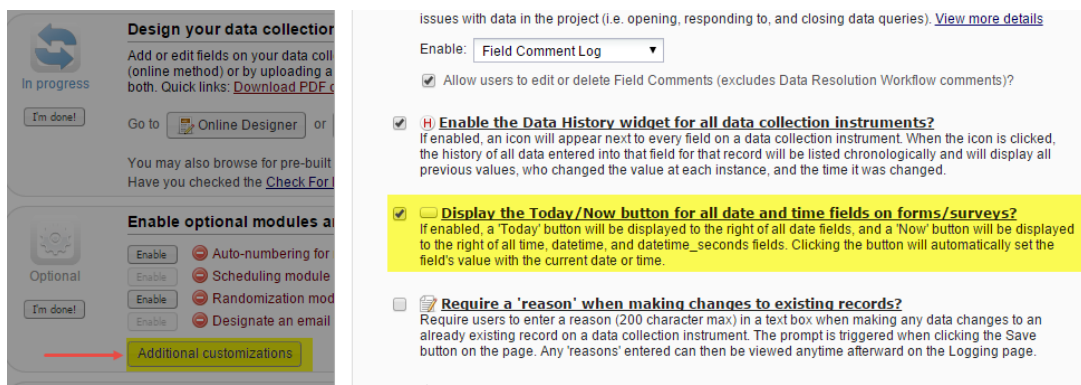 Design your data collection
Add or edit fields on your data coll
(online method) or by uploading a
both. Quick links: Download PDF o
In progress
I'm done!
Go to Online Designer or
You may also browse for pre-built
Have you checked the Check For I
Enable optional modules a
Enable Auto-numbering for
Optional
Enable Scheduling module
I'm done!
Enable Randomization mod
Enable Designate an email
Additional customizations
issues with data in the project (i.e. opening, responding to, and closing data queries). View more details
Enable: Field Comment Log
Allow users to edit or delete Field Comments (excludes Data Resolution Workflow comments)?
H Enable the Data History widget for all data collection instruments?
If enabled, an icon will appear next to every field on a data collection instrument. When the icon is clicked,
the history of all data entered into that field for that record will be listed chronologically and will display all
previous values, who changed the value at each instance, and the time it was changed.
Display the Today/Now button for all date and time fields on forms/surveys?
If enabled, a 'Today' button will be displayed to the right of all date fields, and a 'Now' button will be displayed
to the right of all time, datetime, and datetime_seconds fields. Clicking the button will automatically set the
field's value with the current date or time.
Require a 'reason' when making changes to existing records?
Require users to enter a reason (200 character max) in a text box when making any data changes to an
already existing record on a data collection instrument. The prompt is triggered when clicking the Save
button on the page. Any 'reasons' entered can then be viewed anytime afterward on the Logging page.